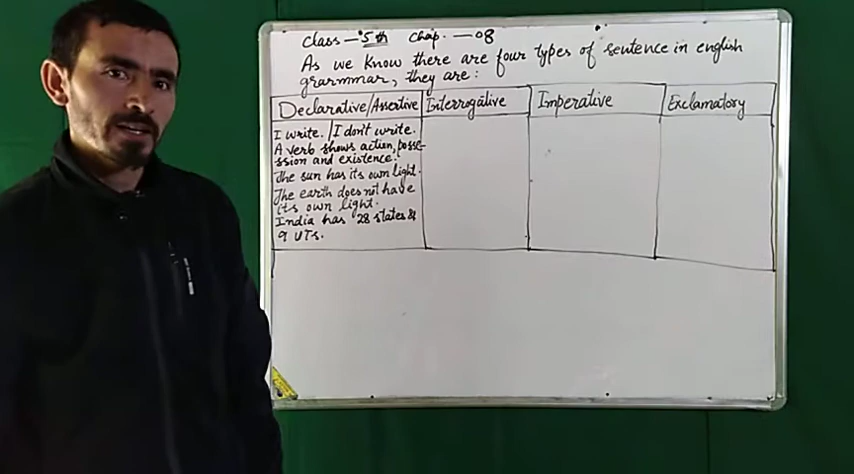 Class - 5th Chap. - 08
As we know there are four types of sentence in english
grammar, they are:
Declarative/Assertive Interrogative Imperative Exclamatory
I write. / I don't write.
A verb shows action, posse-
ssion and existence.
The sun has its own light.
The earth does not have
its own light.
India has 28 states &
9 UTs.